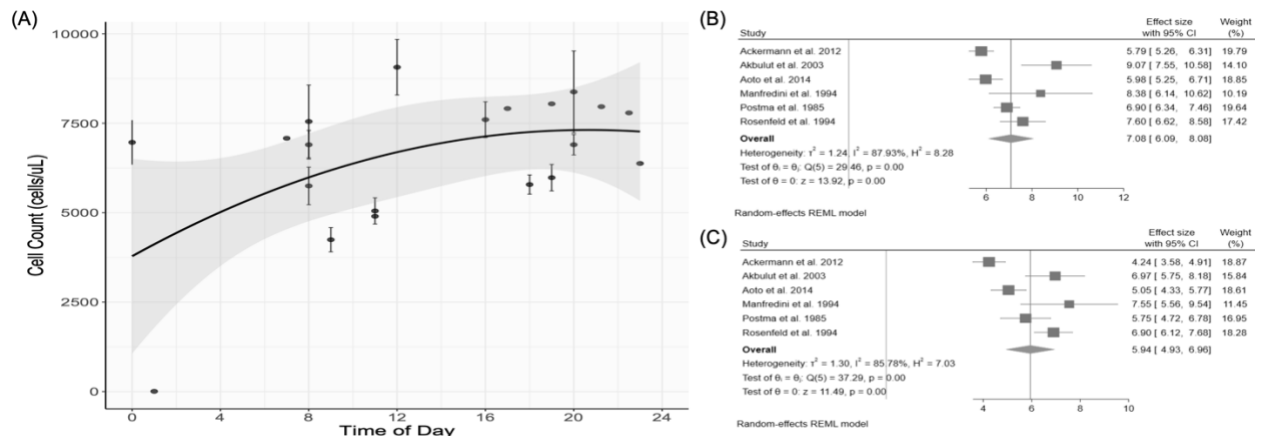 (A)
10000
7500
5000
2500
0
Cell Count (cells/uL)
0 4 8 12 16 20 24
Time of Day
(B)
Effect size Weight
Study with 95% CI (%)
Ackermann et al. 2012 5.79 [ 5.26, 6.31] 19.79
Akbulut et al. 2003 9.07 [ 7.55, 10.58] 14.10
Aoto et al. 2014 5.98 [ 5.25, 6.71] 18.85
Manfredini et al. 1994 8.38 [ 6.14, 10.62] 10.19
Postma et al. 1985 6.90 [ 6.34, 7.46] 19.64
Rosenfeld et al. 1994 7.60 [ 6.62, 8.58] 17.42
Overall 7.08 [ 6.09, 8.08]
Heterogeneity: τ² = 1.24, I² = 87.93%, H² = 8.28
Test of θᵢ = θⱼ: Q(5) = 29.46, p = 0.00
Test of θ = 0: z = 13.92, p = 0.00
6 8 10 12
Random-effects REML model
(C)
Effect size Weight
Study with 95% CI (%)
Ackermann et al. 2012 4.24 [ 3.58, 4.91] 18.87
Akbulut et al. 2003 6.97 [ 5.75, 8.18] 15.84
Aoto et al. 2014 5.05 [ 4.33, 5.77] 18.61
Manfredini et al. 1994 7.55 [ 5.56, 9.54] 11.45
Postma et al. 1985 5.75 [ 4.72, 6.78] 16.95
Rosenfeld et al. 1994 6.90 [ 6.12, 7.68] 18.28
Overall 5.94 [ 4.93, 6.96]
Heterogeneity: τ² = 1.30, I² = 85.78%, H² = 7.03
Test of θᵢ = θⱼ: Q(5) = 37.29, p = 0.00
Test of θ = 0: z = 11.49, p = 0.00
4 6 8 10
Random-effects REML model